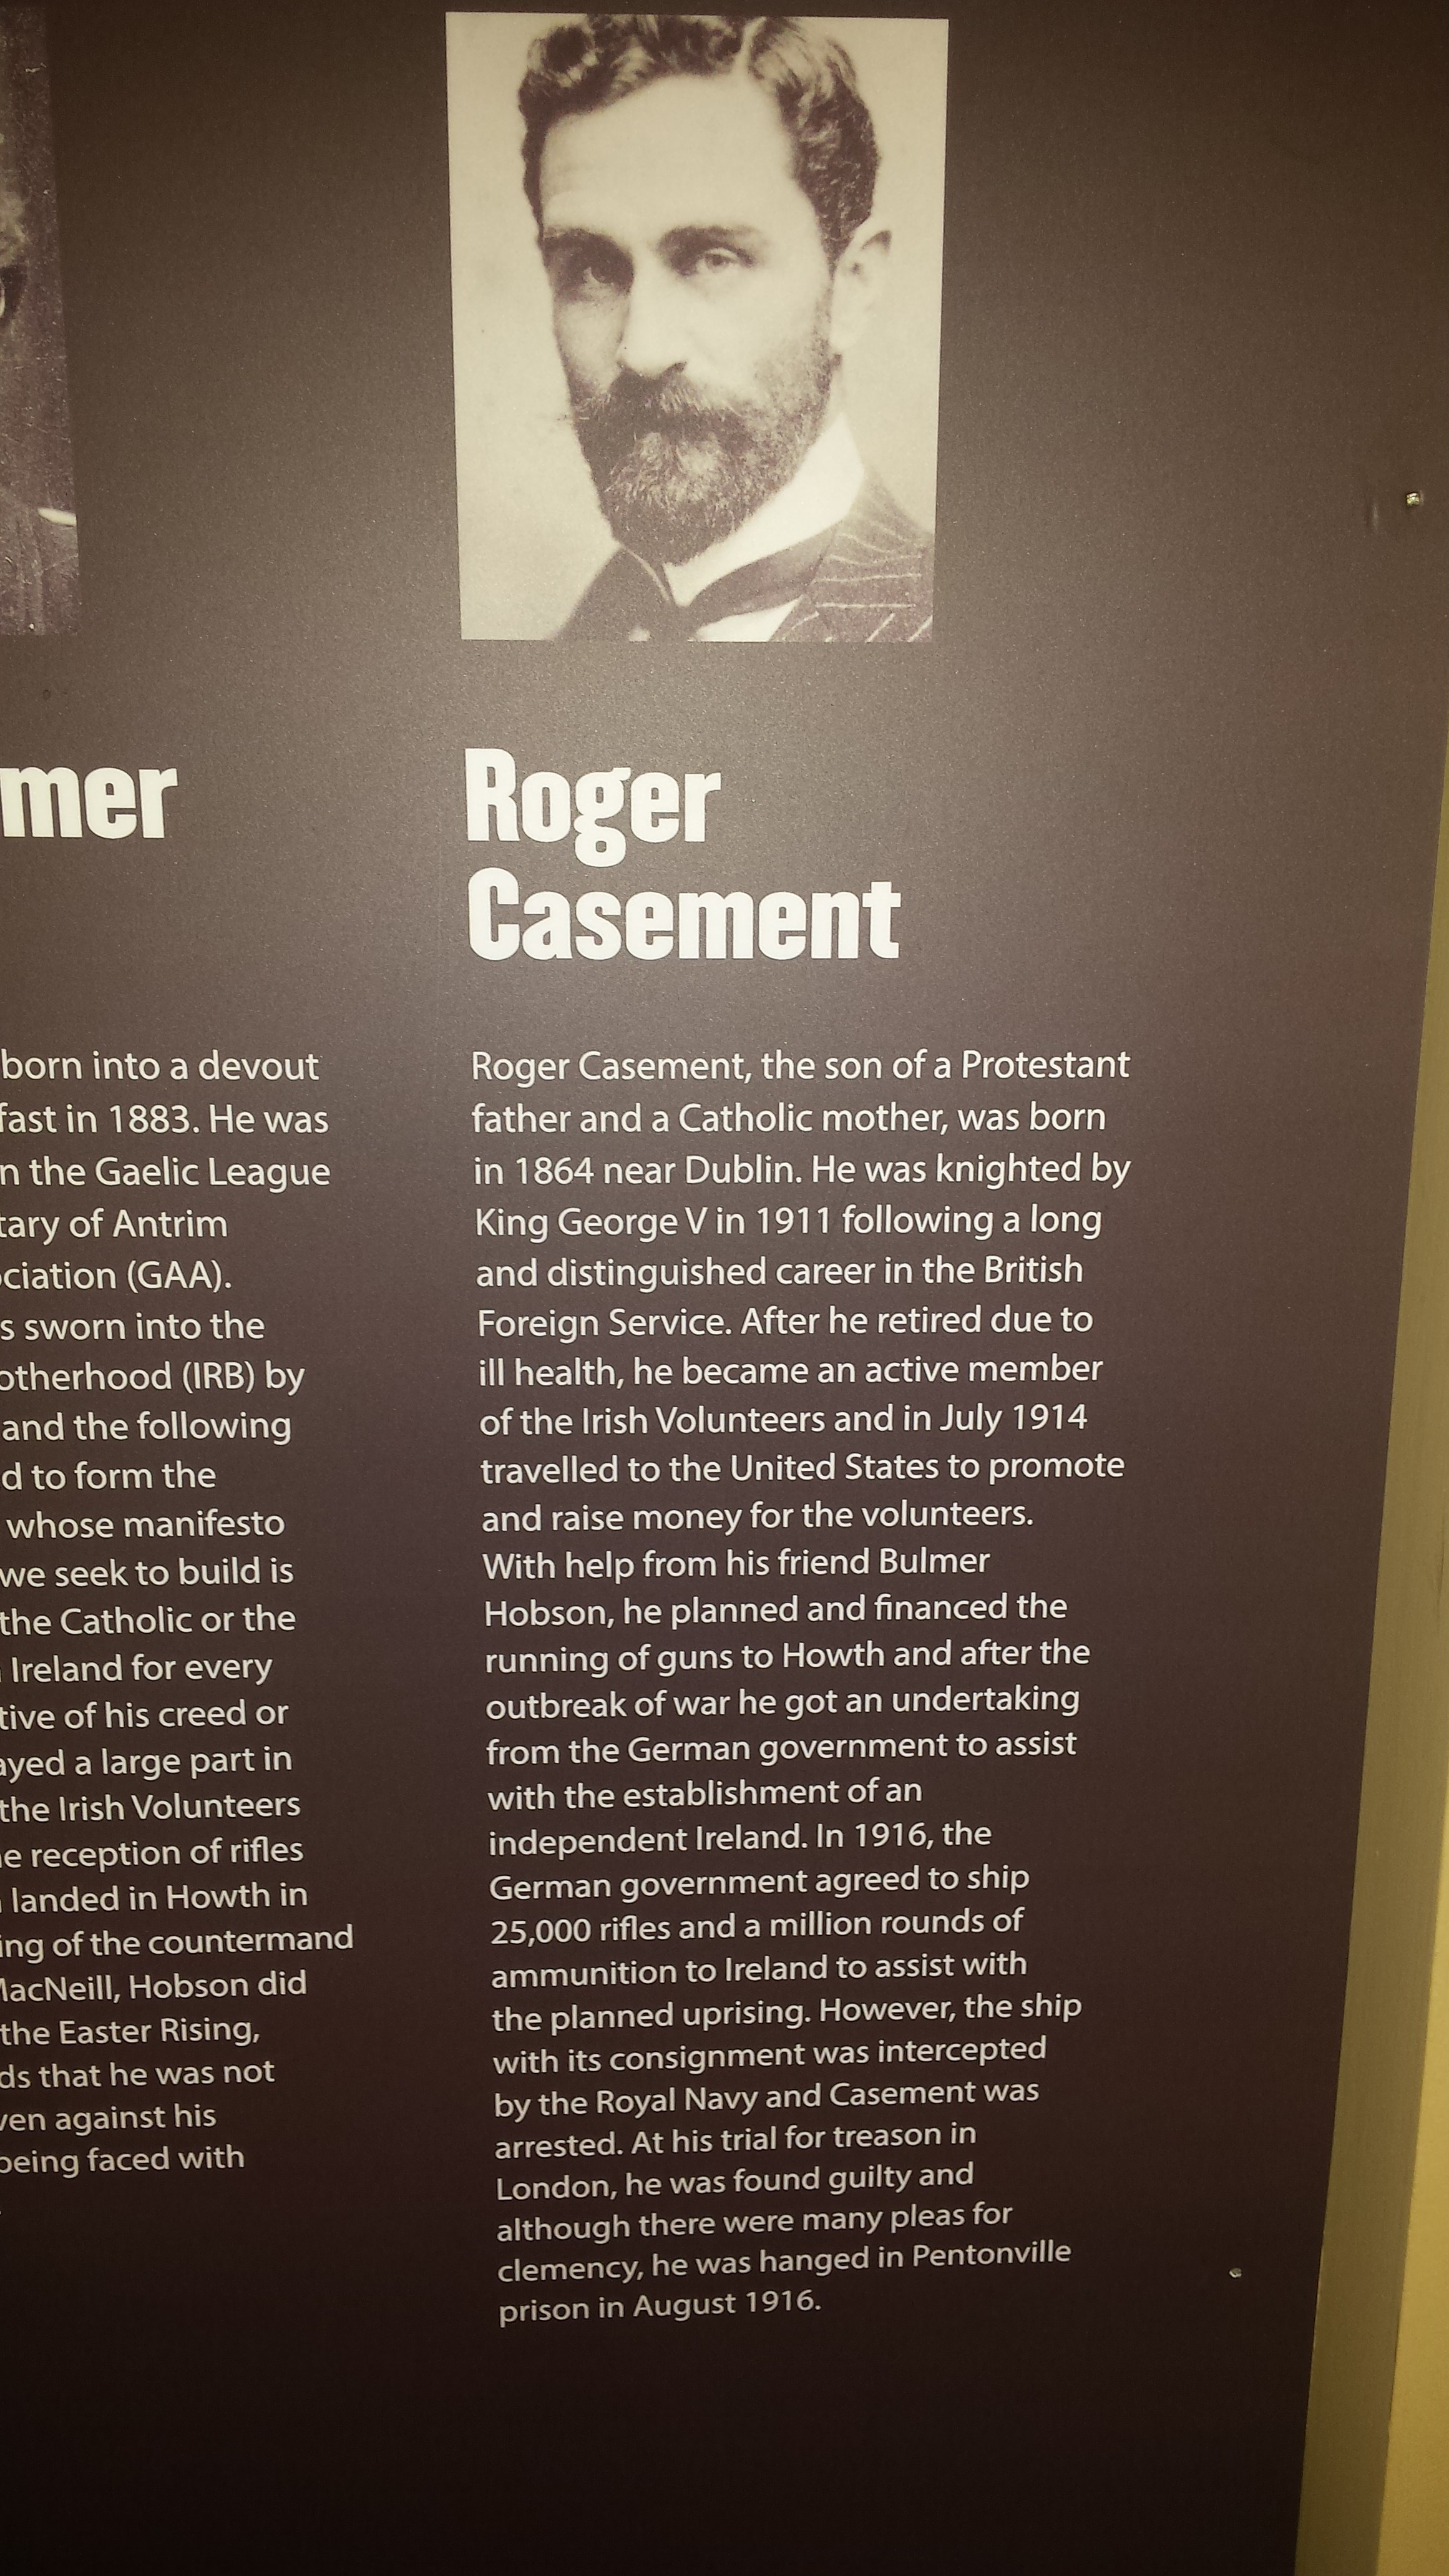 mer
born into a devout
fast in 1883. He was
n the Gaelic League
tary of Antrim
ciation (GAA).
s sworn into the
otherhood (IRB) by
and the following
d to form the
whose manifesto
we seek to build is
the Catholic or the
Ireland for every
tive of his creed or
ayed a large part in
the Irish Volunteers
e reception of rifles
landed in Howth in
ing of the countermand
MacNeill, Hobson did
the Easter Rising,
ds that he was not
ven against his
being faced with
Roger
Casement
Roger Casement, the son of a Protestant
father and a Catholic mother, was born
in 1864 near Dublin. He was knighted by
King George V in 1911 following a long
and distinguished career in the British
Foreign Service. After he retired due to
ill health, he became an active member
of the Irish Volunteers and in July 1914
travelled to the United States to promote
and raise money for the volunteers.
With help from his friend Bulmer
Hobson, he planned and financed the
running of guns to Howth and after the
outbreak of war he got an undertaking
from the German government to assist
with the establishment of an
independent Ireland. In 1916, the
German government agreed to ship
25,000 rifles and a million rounds of
ammunition to Ireland to assist with
the planned uprising. However, the ship
with its consignment was intercepted
by the Royal Navy and Casement was
arrested. At his trial for treason in
London, he was found guilty and
although there were many pleas for
clemency, he was hanged in Pentonville
prison in August 1916.